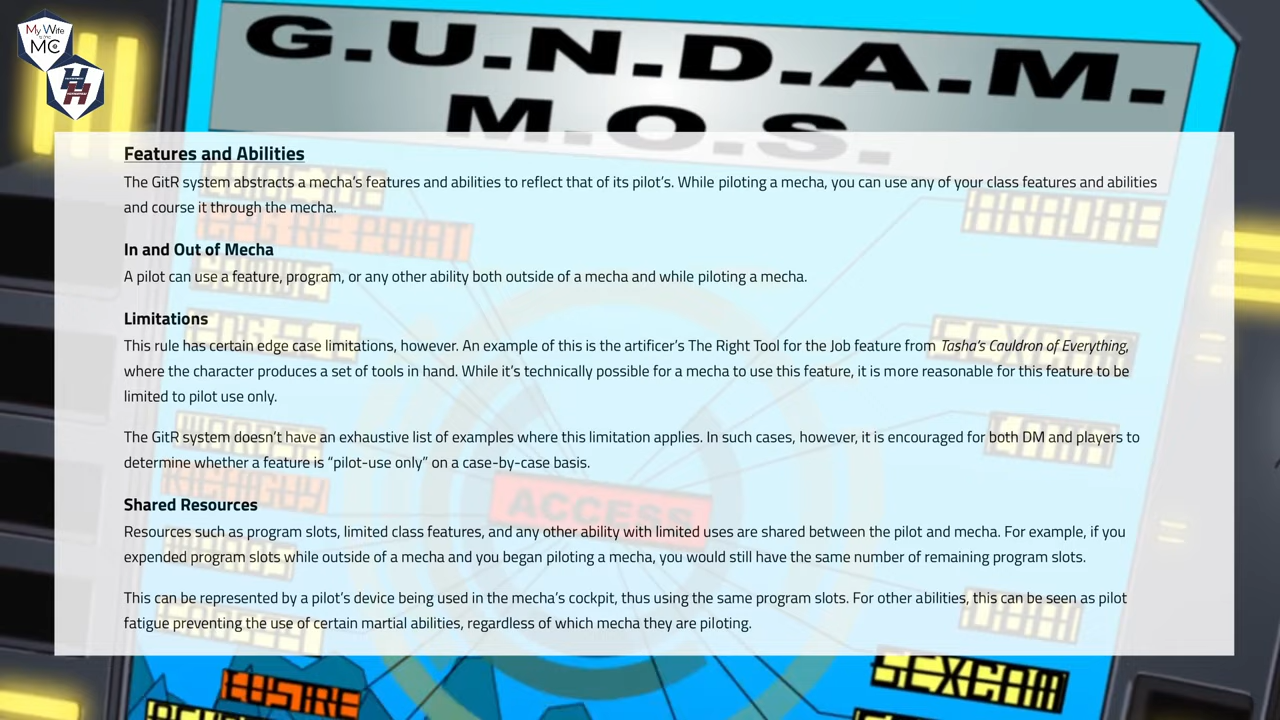 My Wife
is the
MC
HH
G.U.N.D.A.M.
M.O.S.
Features and Abilities
The GitR system abstracts a mecha's features and abilities to reflect that of its pilot's. While piloting a mecha, you can use any of your class features and abilities
and course it through the mecha.
In and Out of Mecha
A pilot can use a feature, program, or any other ability both outside of a mecha and while piloting a mecha.
Limitations
This rule has certain edge case limitations, however. An example of this is the artificer's The Right Tool for the Job feature from Tasha's Cauldron of Everything,
where the character produces a set of tools in hand. While it's technically possible for a mecha to use this feature, it is more reasonable for this feature to be
limited to pilot use only.
The GitR system doesn't have an exhaustive list of examples where this limitation applies. In such cases, however, it is encouraged for both DM and players to
determine whether a feature is “pilot-use only” on a case-by-case basis.
ACCESS
Shared Resources
Resources such as program slots, limited class features, and any other ability with limited uses are shared between the pilot and mecha. For example, if you
expended program slots while outside of a mecha and you began piloting a mecha, you would still have the same number of remaining program slots.
This can be represented by a pilot's device being used in the mecha's cockpit, thus using the same program slots. For other abilities, this can be seen as pilot
fatigue preventing the use of certain martial abilities, regardless of which mecha they are piloting.